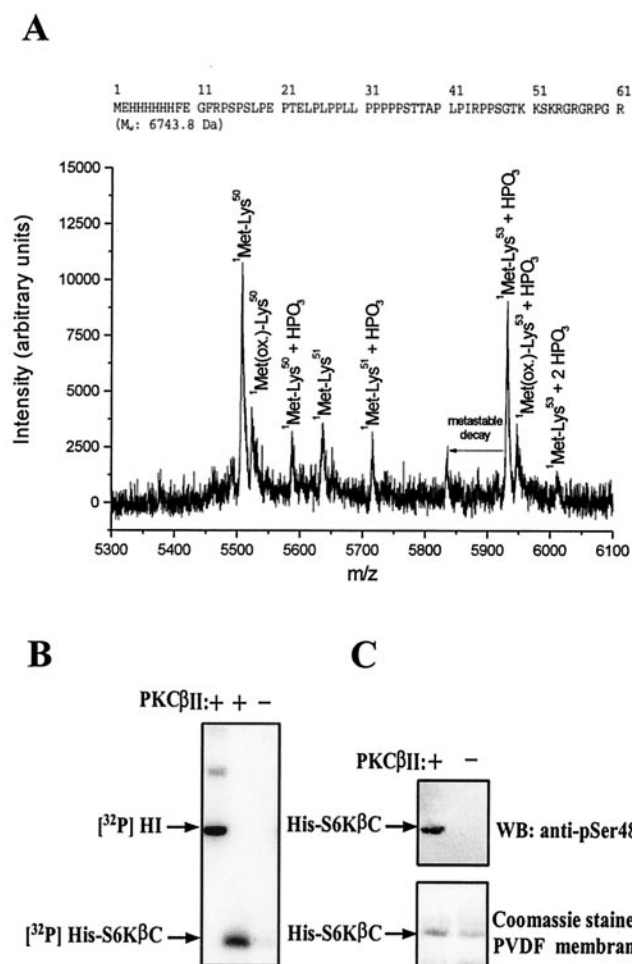 A
1 11 21 31 41 51 61
MEHHHHHHFE GFRPSPSLPE PTELPLPPLL PPPPPSTTAP LPIRPPSGTK KSKRGRGRPG R
(Mw: 6743.8 Da)
Intensity (arbitrary units)
15000
12500
10000
7500
5000
2500
0
¹Met-Lys⁵⁰
¹Met(ox.)-Lys⁵⁰
¹Met-Lys⁵⁰ + HPO₃
¹Met-Lys⁵¹
¹Met-Lys⁵¹ + HPO₃
metastable
decay
¹Met-Lys⁵³ + HPO₃
¹Met(ox.)-Lys⁵³ + HPO₃
¹Met-Lys⁵³ + 2 HPO₃
5300 5400 5500 5600 5700 5800 5900 6000 6100
m/z
B
PKCβII:+ + −
[³²P] HI
[³²P] His-S6KβC
C
PKCβII:+ −
His-S6KβC
WB: anti-pSer48
His-S6KβC
Coomassie staine
PVDF membran